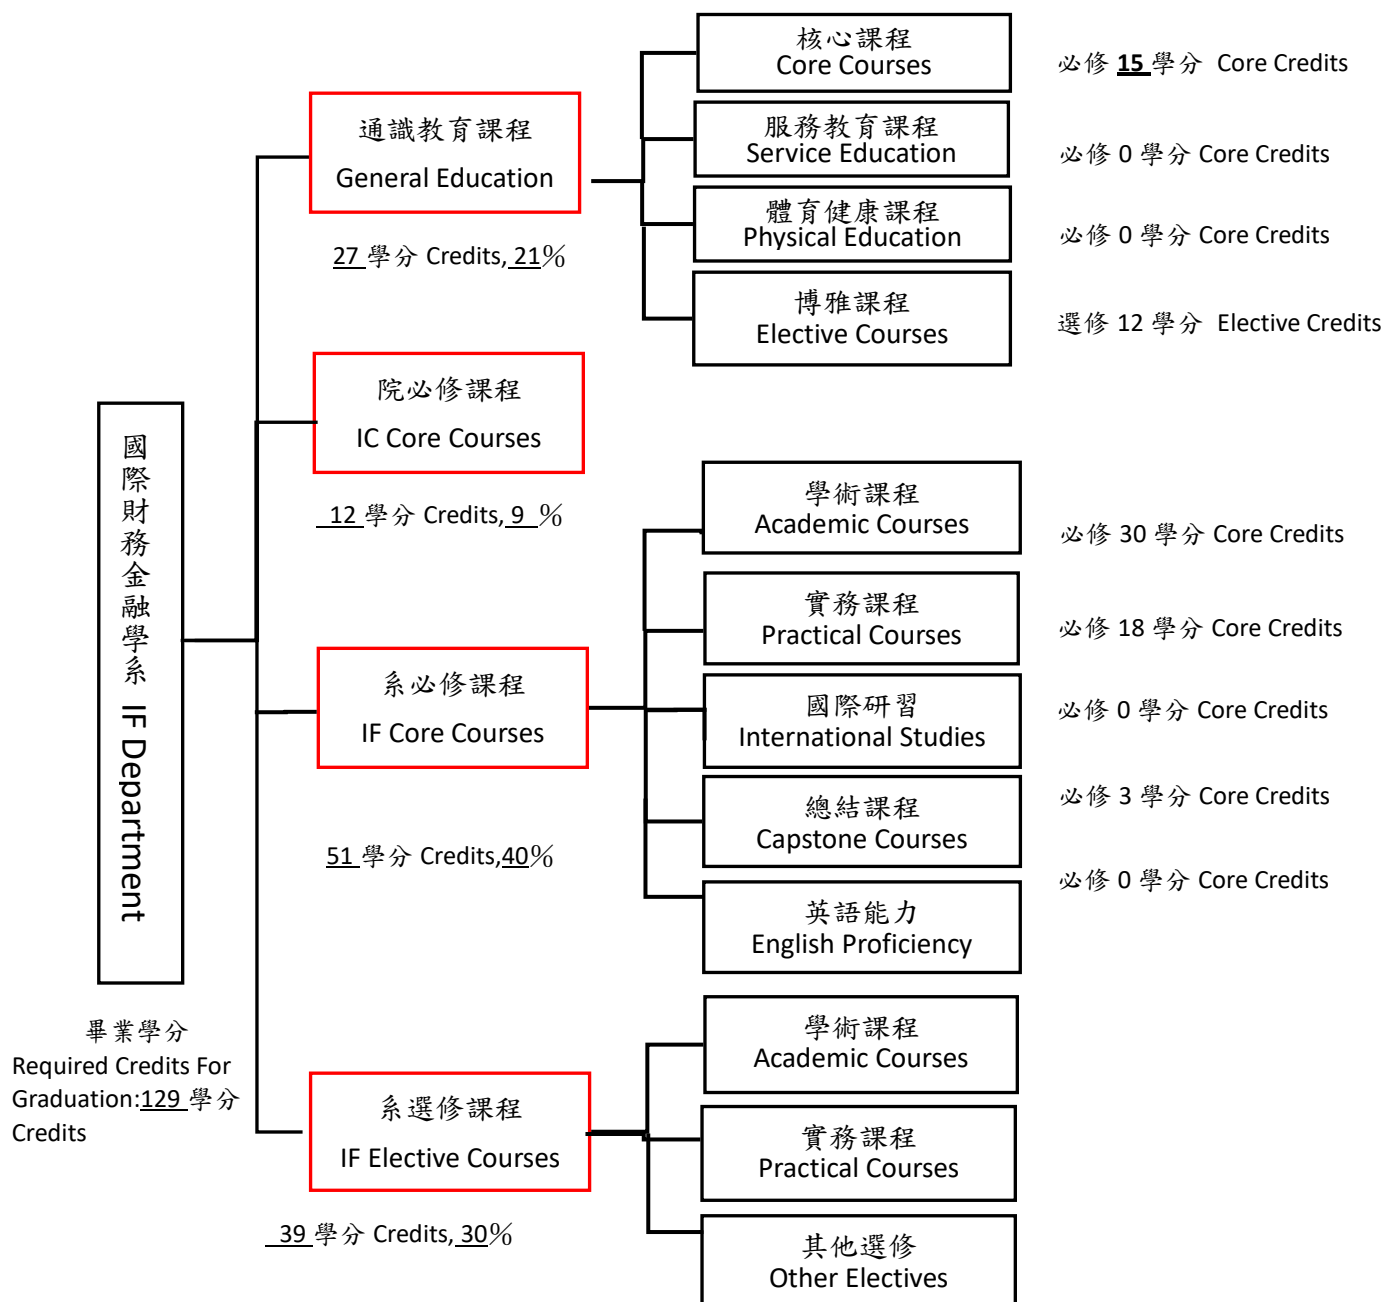 國際財務金融學系 IF Department
畢業學分
Required Credits For
Graduation:129 學分
Credits
通識教育課程
General Education
27 學分 Credits, 21%
核心課程
Core Courses
必修 15 學分 Core Credits
服務教育課程
Service Education
必修 0 學分 Core Credits
體育健康課程
Physical Education
必修 0 學分 Core Credits
博雅課程
Elective Courses
選修 12 學分 Elective Credits
院必修課程
IC Core Courses
12 學分 Credits, 9 %
系必修課程
IF Core Courses
51 學分 Credits,40%
學術課程
Academic Courses
必修 30 學分 Core Credits
實務課程
Practical Courses
必修 18 學分 Core Credits
國際研習
International Studies
必修 0 學分 Core Credits
總結課程
Capstone Courses
必修 3 學分 Core Credits
英語能力
English Proficiency
必修 0 學分 Core Credits
系選修課程
IF Elective Courses
39 學分 Credits, 30%
學術課程
Academic Courses
實務課程
Practical Courses
其他選修
Other Electives